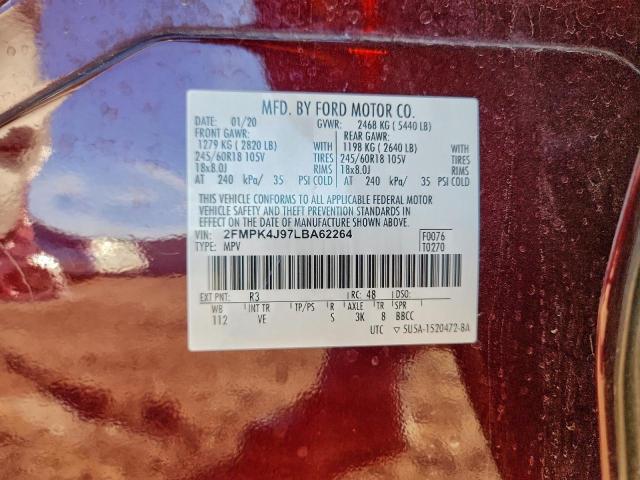 MFD. BY FORD MOTOR CO.
DATE: 01/20 GVWR: 2468 KG ( 5440 LB)
FRONT GAWR: REAR GAWR:
1279 KG ( 2820 LB) 1198 KG ( 2640 LB)
245/60R18 105V TIRES 245/60R18 105V TIRES
18x8.0J RIMS 18x8.0J RIMS
AT 240 kPa/ 35 PSI COLD AT 240 kPa/ 35 PSI COLD
THIS VEHICLE CONFORMS TO ALL APPLICABLE FEDERAL MOTOR
VEHICLE SAFETY AND THEFT PREVENTION STANDARDS IN
EFFECT ON THE DATE OF MANUFACTURE SHOWN ABOVE.
VIN: 2FMPK4J97LBA62264 F0076
TYPE: MPV T0270
EXT PNT: R3 RC: 48 DSO:
WB INT TR TP/PS R AXLE TR SPR
112 VE S 3K 8 BBCC
UTC ▽ 5U5A-1520472-BA